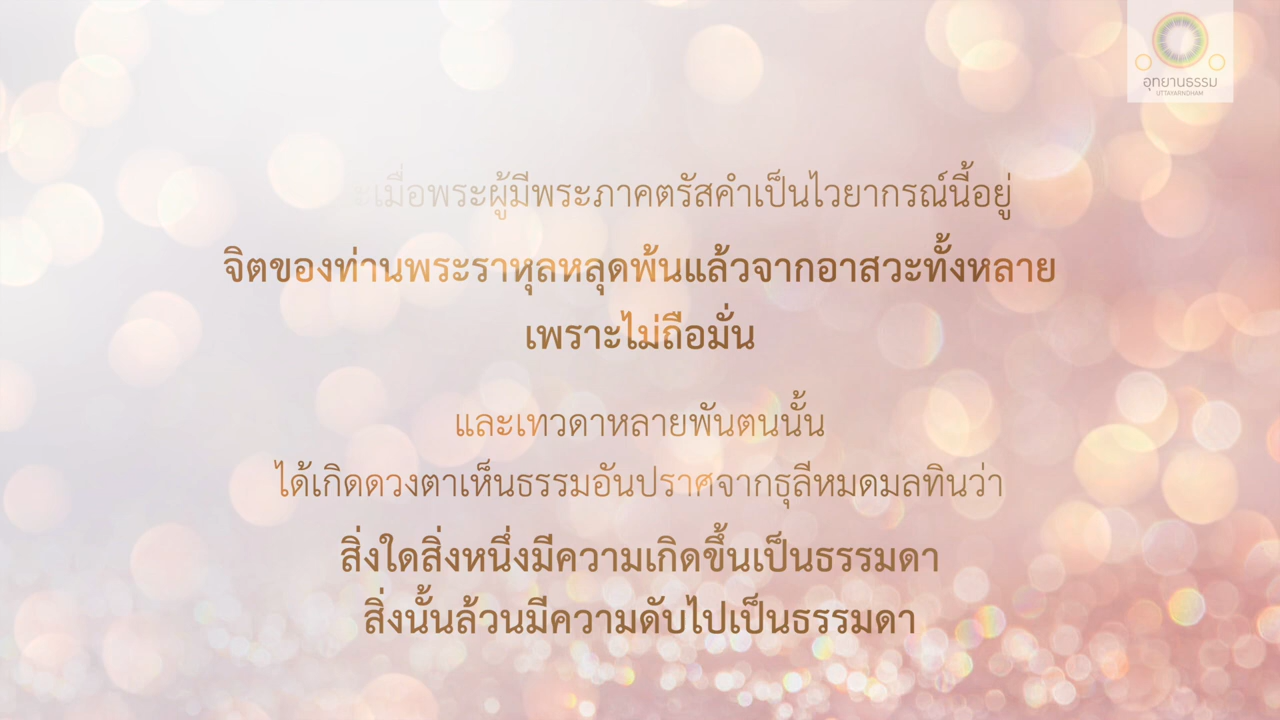 อุทยานธรรม
UTTAYARNDHAM
เมื่อพระผู้มีพระภาคตรัสคำเป็นไวยากรณ์นี้อยู่
จิตของท่านพระราหุลหลุดพ้นแล้วจากอาสวะทั้งหลาย
เพราะไม่ถือมั่น
และเทวดาหลายพันตนนั้น
ได้เกิดดวงตาเห็นธรรมอันปราศจากธุลีหมดมลทินว่า
สิ่งใดสิ่งหนึ่งมีความเกิดขึ้นเป็นธรรมดา
สิ่งนั้นล้วนมีความดับไปเป็นธรรมดา